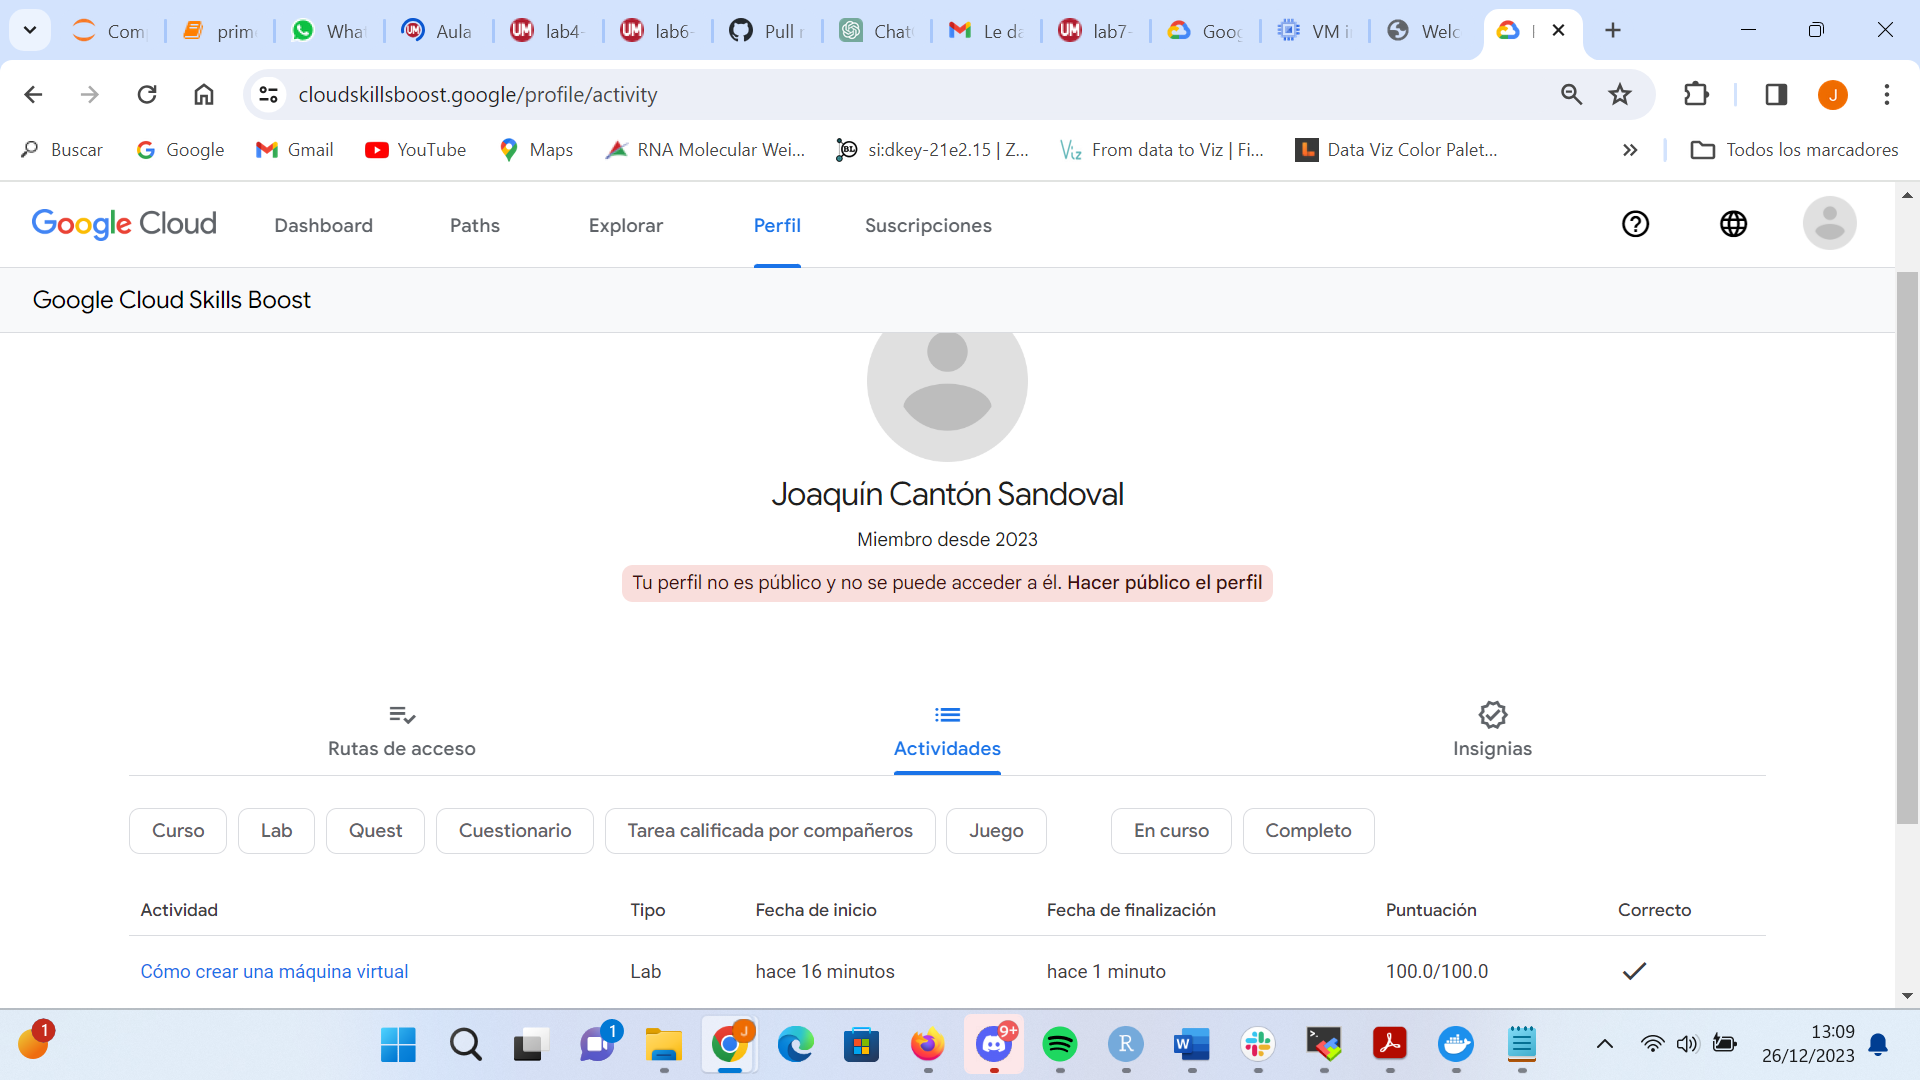 Com
prim
What
Aula
lab4-
lab6-
Pull r
Chat
Le da
lab7-
Goog
VM i
Welc
cloudskillsboost.google/profile/activity
J
Buscar
Google
Gmail
YouTube
Maps
RNA Molecular Wei...
si:dkey-21e2.15 | Z...
From data to Viz | Fi...
Data Viz Color Palet...
Todos los marcadores
Google Cloud
Dashboard
Paths
Explorar
Perfil
Suscripciones
Google Cloud Skills Boost
Joaquín Cantón Sandoval
Miembro desde 2023
Tu perfil no es público y no se puede acceder a él. Hacer público el perfil
Rutas de acceso
Actividades
Insignias
Curso
Lab
Quest
Cuestionario
Tarea calificada por compañeros
Juego
En curso
Completo
Actividad Tipo Fecha de inicio Fecha de finalización Puntuación Correcto
Cómo crear una máquina virtual Lab hace 16 minutos hace 1 minuto 100.0/100.0
1
1
J
9+
13:09
26/12/2023